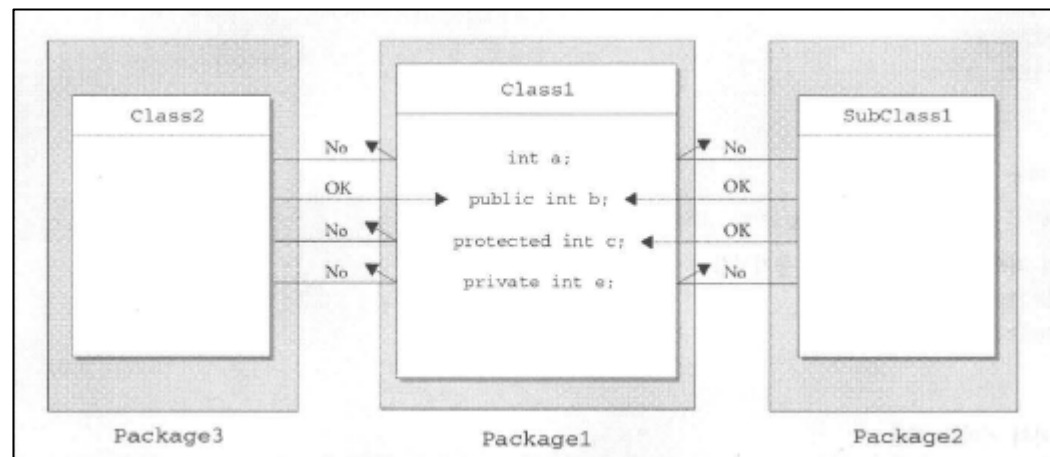 Class1
Class2
SubClass1
No
int a;
No
OK
public int b;
OK
No
protected int c;
OK
No
private int e;
No
Package3
Package1
Package2